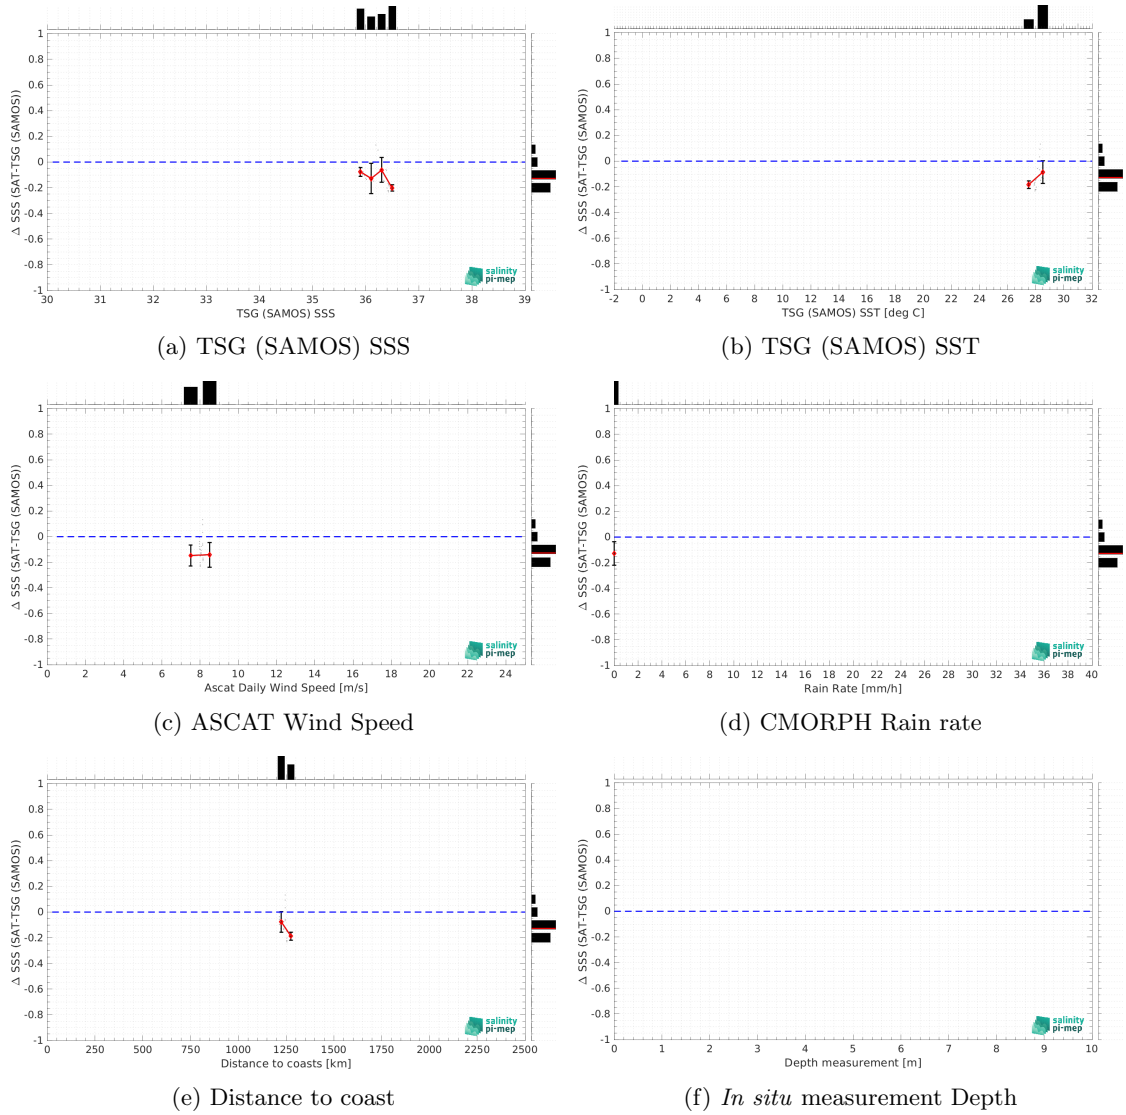 1
0.8
0.6
0.4
0.2
0
-0.2
-0.4
-0.6
-0.8
-1
Δ SSS (SAT-TSG (SAMOS))
salinity
pi-mep
30 31 32 33 34 35 36 37 38 39
TSG (SAMOS) SSS
(a) TSG (SAMOS) SSS
1
0.8
0.6
0.4
0.2
0
-0.2
-0.4
-0.6
-0.8
-1
Δ SSS (SAT-TSG (SAMOS))
salinity
pi-mep
-2 0 2 4 6 8 10 12 14 16 18 20 22 24 26 28 30 32
TSG (SAMOS) SST [deg C]
(b) TSG (SAMOS) SST
1
0.8
0.6
0.4
0.2
0
-0.2
-0.4
-0.6
-0.8
-1
Δ SSS (SAT-TSG (SAMOS))
salinity
pi-mep
0 2 4 6 8 10 12 14 16 18 20 22 24
Ascat Daily Wind Speed [m/s]
(c) ASCAT Wind Speed
1
0.8
0.6
0.4
0.2
0
-0.2
-0.4
-0.6
-0.8
-1
Δ SSS (SAT-TSG (SAMOS))
salinity
pi-mep
0 2 4 6 8 10 12 14 16 18 20 22 24 26 28 30 32 34 36 38 40
Rain Rate [mm/h]
(d) CMORPH Rain rate
1
0.8
0.6
0.4
0.2
0
-0.2
-0.4
-0.6
-0.8
-1
Δ SSS (SAT-TSG (SAMOS))
salinity
pi-mep
0 250 500 750 1000 1250 1500 1750 2000 2250 2500
Distance to coasts [km]
(e) Distance to coast
1
0.8
0.6
0.4
0.2
0
-0.2
-0.4
-0.6
-0.8
-1
Δ SSS (SAT-TSG (SAMOS))
salinity
pi-mep
0 1 2 3 4 5 6 7 8 9 10
Depth measurement [m]
(f) In situ measurement Depth